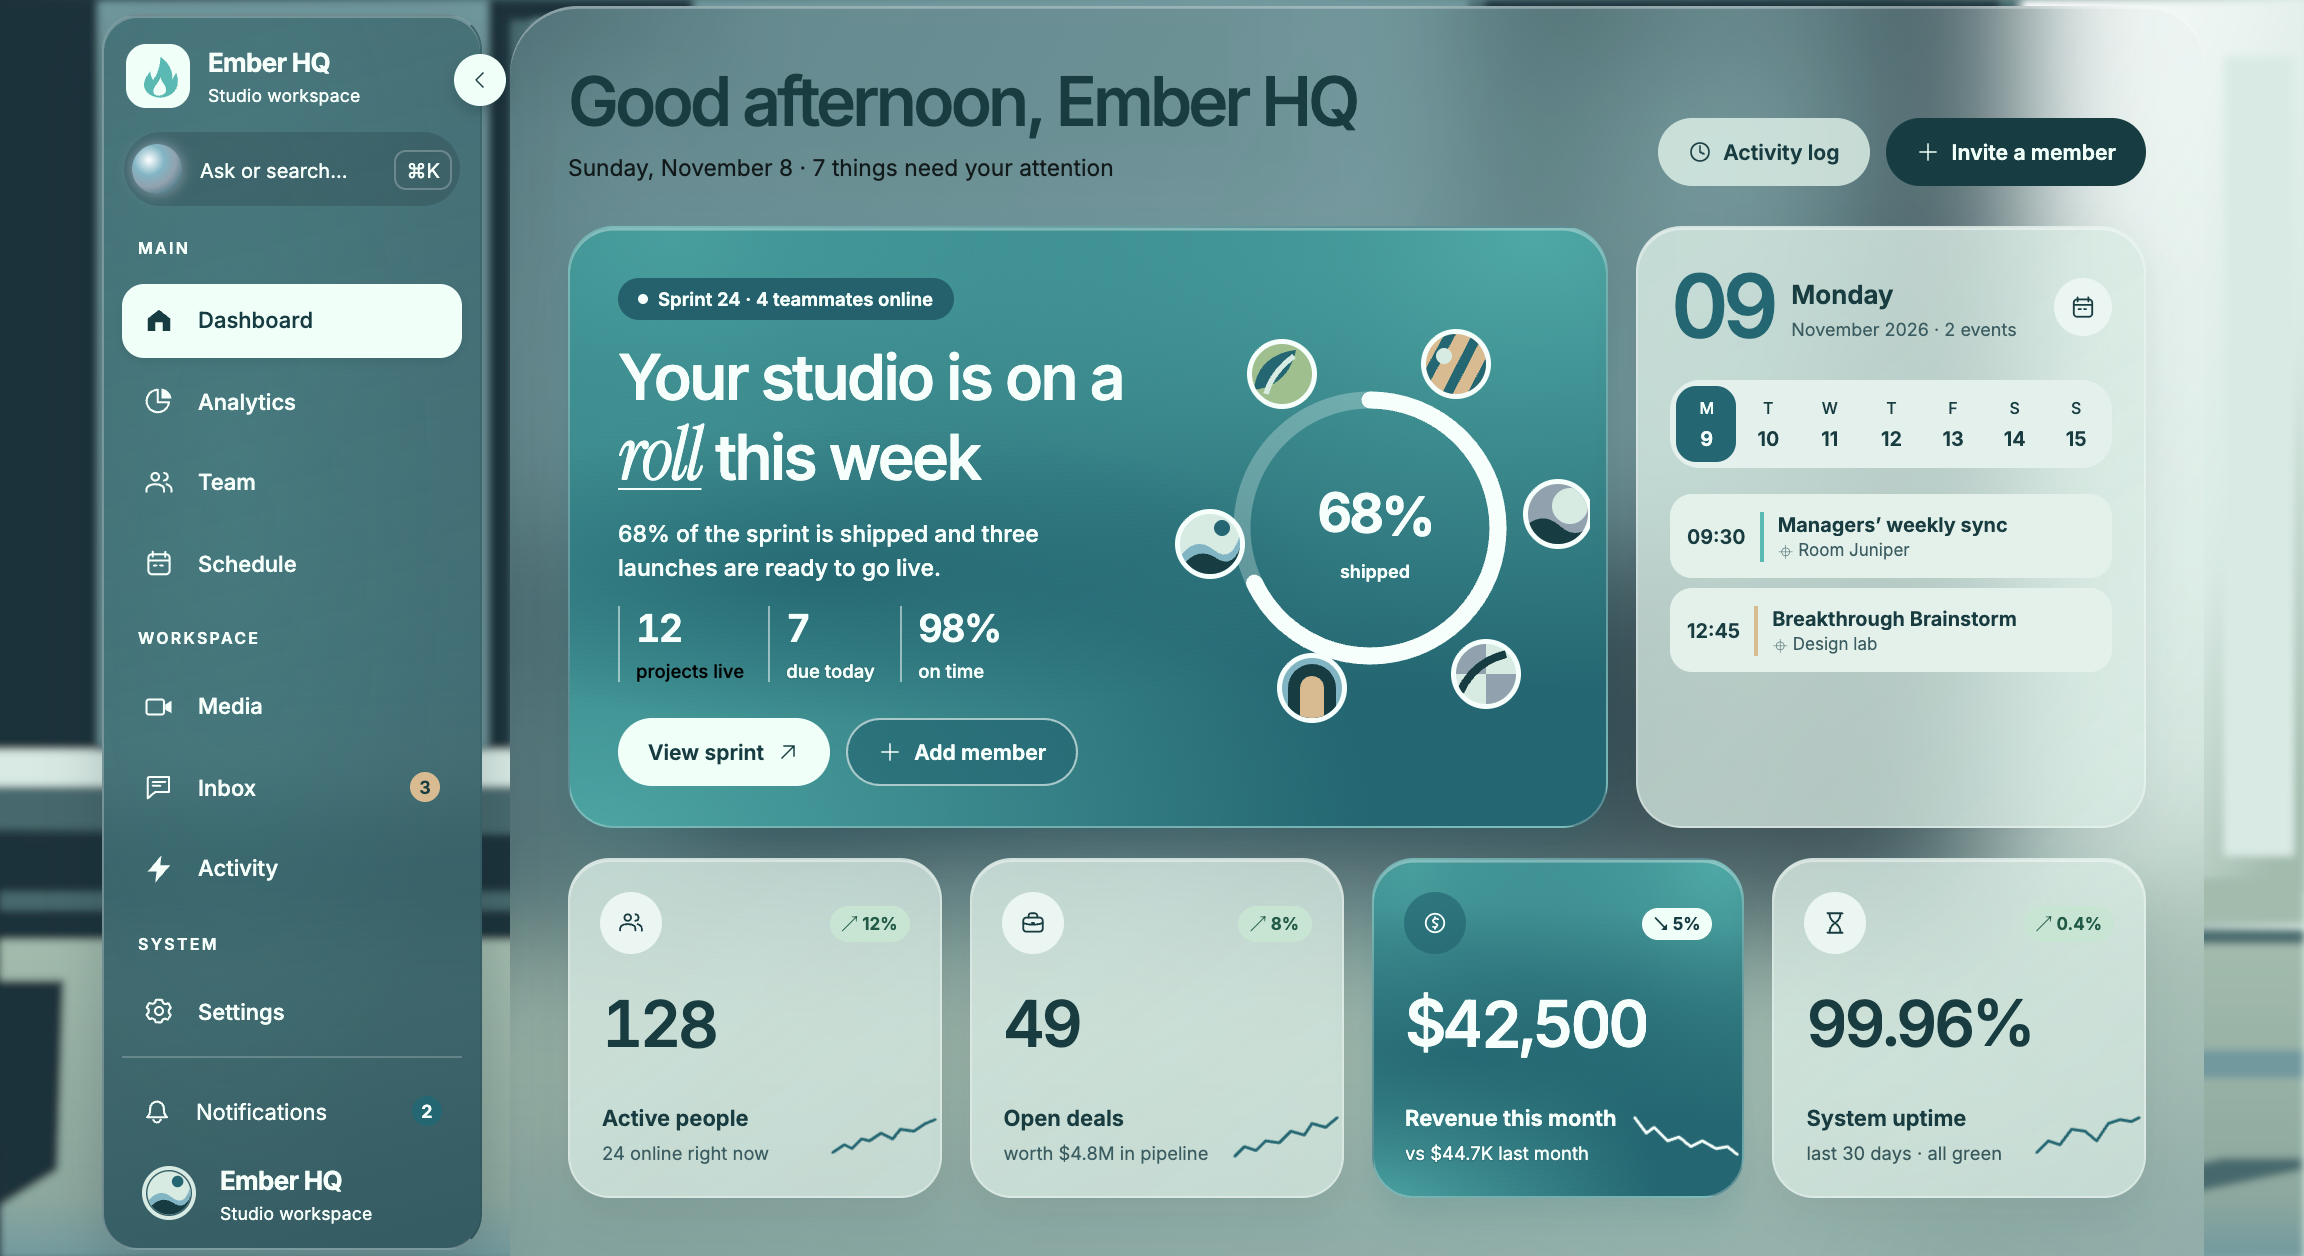 Ember HQ
Studio workspace
Ask or search...
⌘K
MAIN
Dashboard
Analytics
Team
Schedule
WORKSPACE
Media
Inbox
3
Activity
SYSTEM
Settings
Notifications
2
Ember HQ
Studio workspace
Good afternoon, Ember HQ
Sunday, November 8 · 7 things need your attention
Activity log
Invite a member
Sprint 24 · 4 teammates online
Your studio is on a
roll this week
68% of the sprint is shipped and three
launches are ready to go live.
12
projects live
7
due today
98%
on time
View sprint
Add member
68%
shipped
09
Monday
November 2026 · 2 events
M T W T F S S
9 10 11 12 13 14 15
09:30
Managers’ weekly sync
Room Juniper
12:45
Breakthrough Brainstorm
Design lab
12%
128
Active people
24 online right now
8%
49
Open deals
worth $4.8M in pipeline
5%
$42,500
Revenue this month
vs $44.7K last month
0.4%
99.96%
System uptime
last 30 days · all green